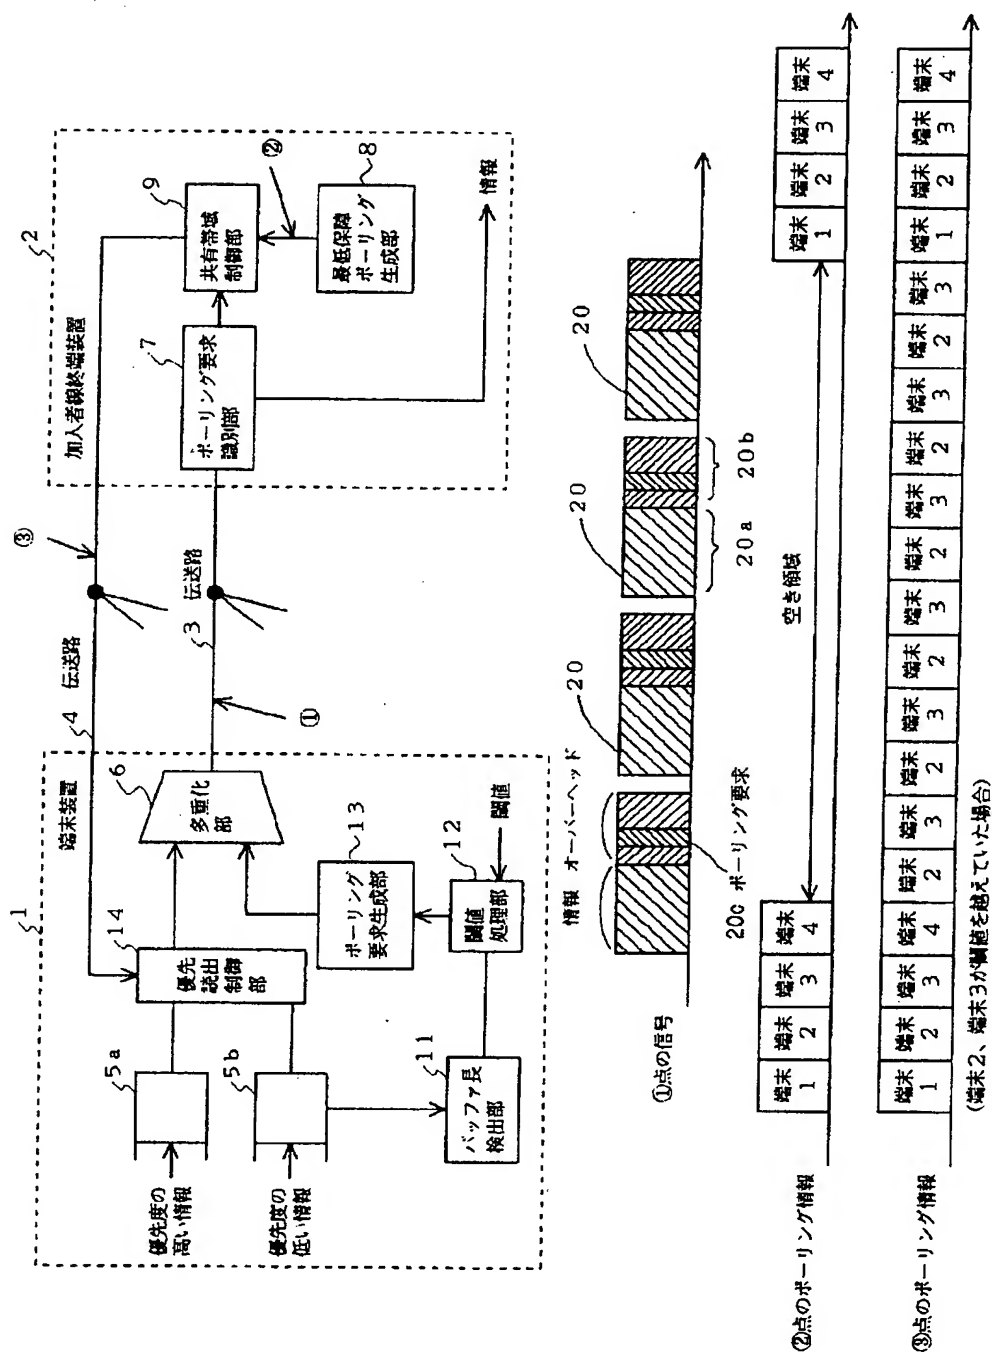 1
端末装置
優先度の
高い情報
5a
優先度の
低い情報
5b
14
優先
読出
制御
部
6
多重化
部
13
ポーリング
要求生成部
12
閾値
処理部
閾値
11
バッファ長
検出部
4
伝送路
3
伝送路
①
③
2
加入者線終端装置
7
ポーリング要求
識別部
9
共有帯域
制御部
②
8
最低保障
ポーリング
生成部
情報
①点の信号
情報
オーバーヘッド
20
20
20
20c
ポーリング要求
20a
20b
②点のポーリング情報
端末
1
端末
2
端末
3
端末
4
空き領域
端末
1
端末
2
端末
3
端末
4
③点のポーリング情報
端末
1
端末
2
端末
3
端末
4
端末
2
端末
3
端末
2
端末
3
端末
2
端末
3
端末
2
端末
3
端末
2
端末
3
端末
2
端末
3
端末
1
端末
2
端末
3
端末
4
(端末2、端末3が閾値を越えていた場合)